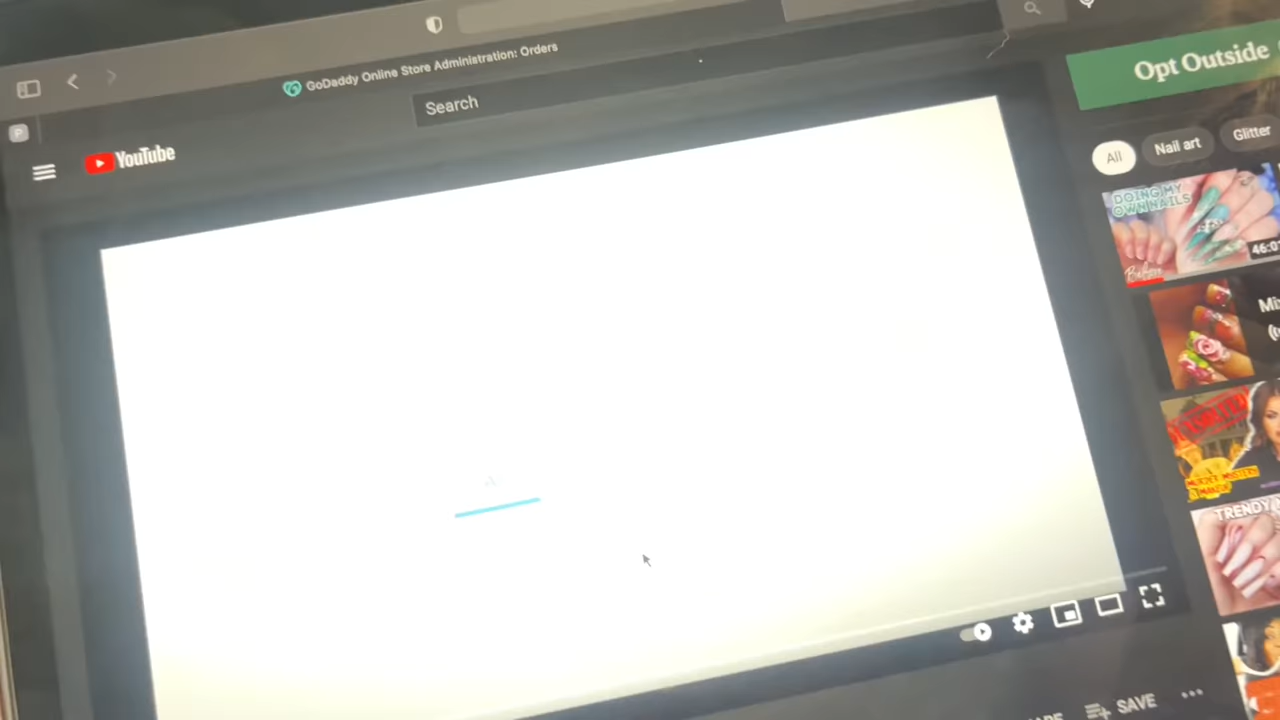 GoDaddy Online Store Administration: Orders
Search
P
YouTube
Opt Outside
All
Nail art
Glitter
DOING MY
OWN NAILS
Before
46:0
TRENDY
SAVE